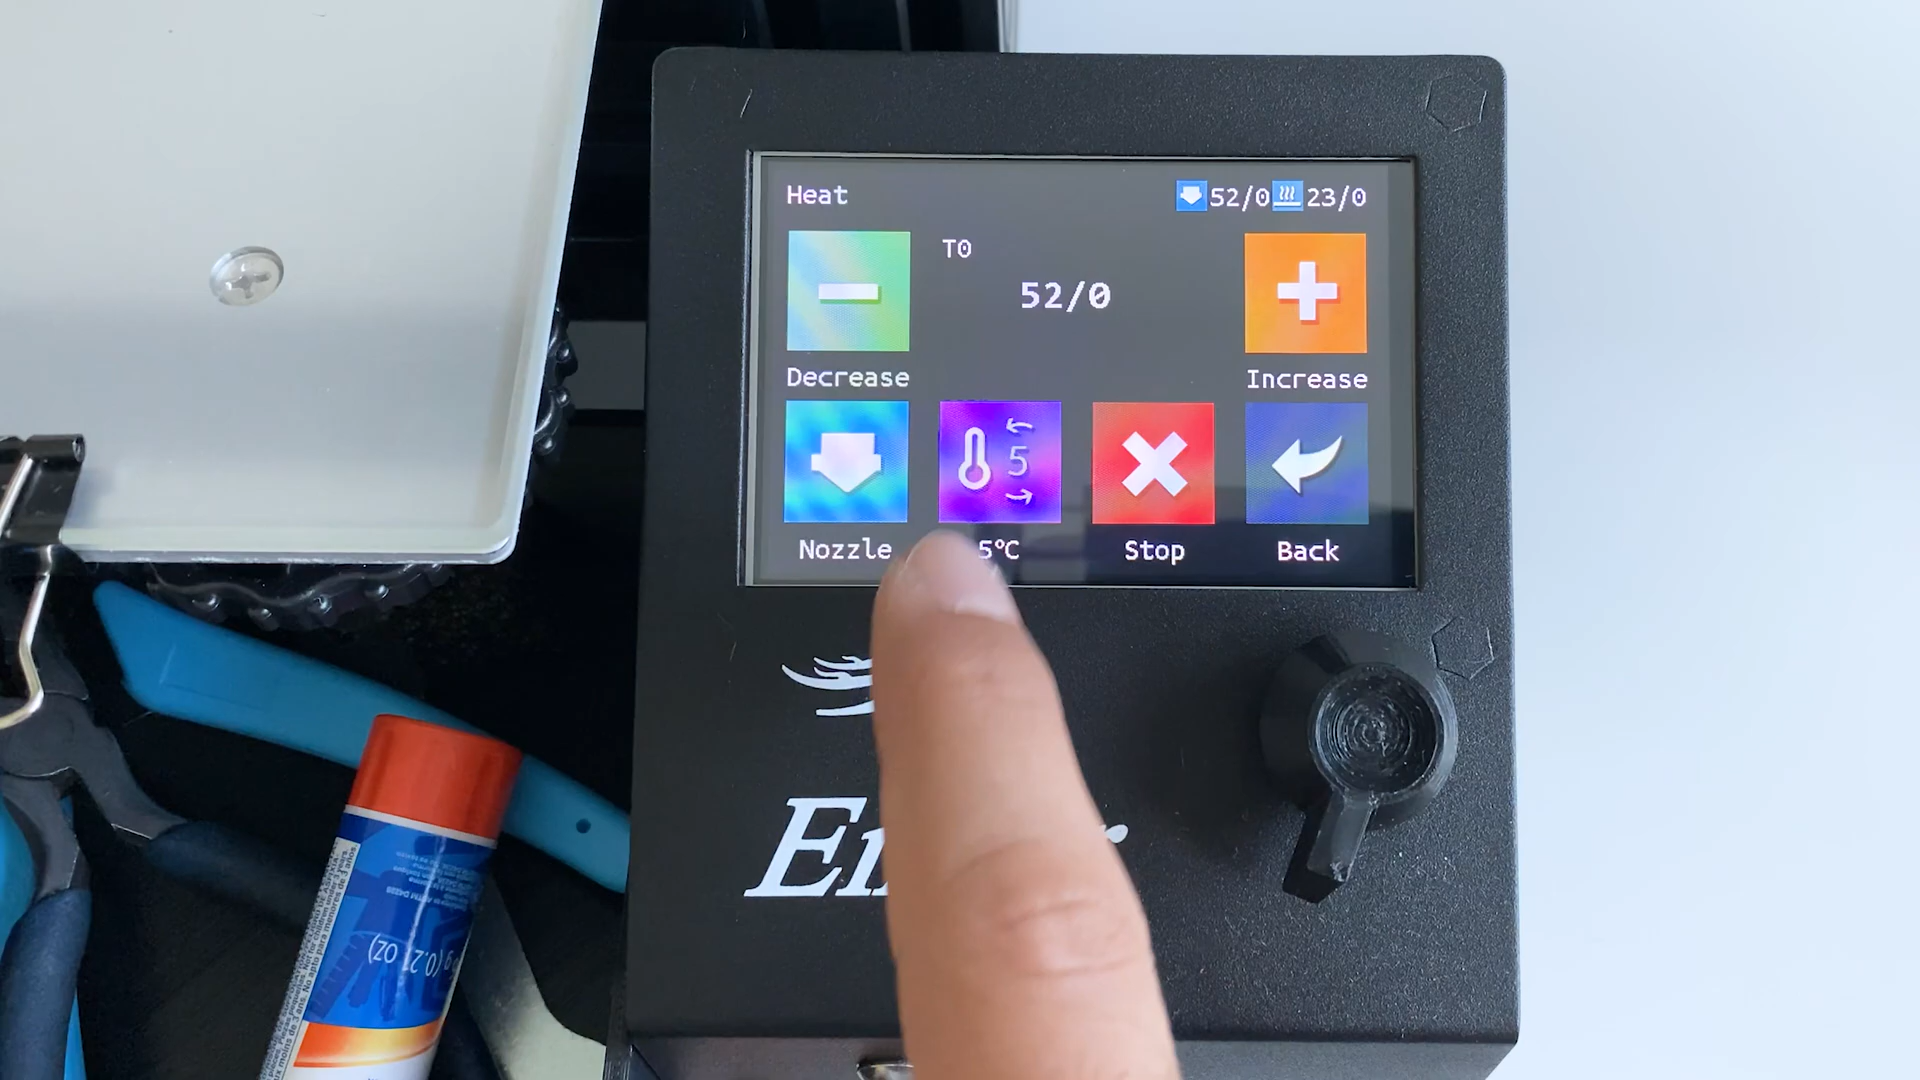 Heat
52/0 23/0
T0
52/0
Decrease
Increase
5
Nozzle
5℃
Stop
Back
(0.21 OZ)